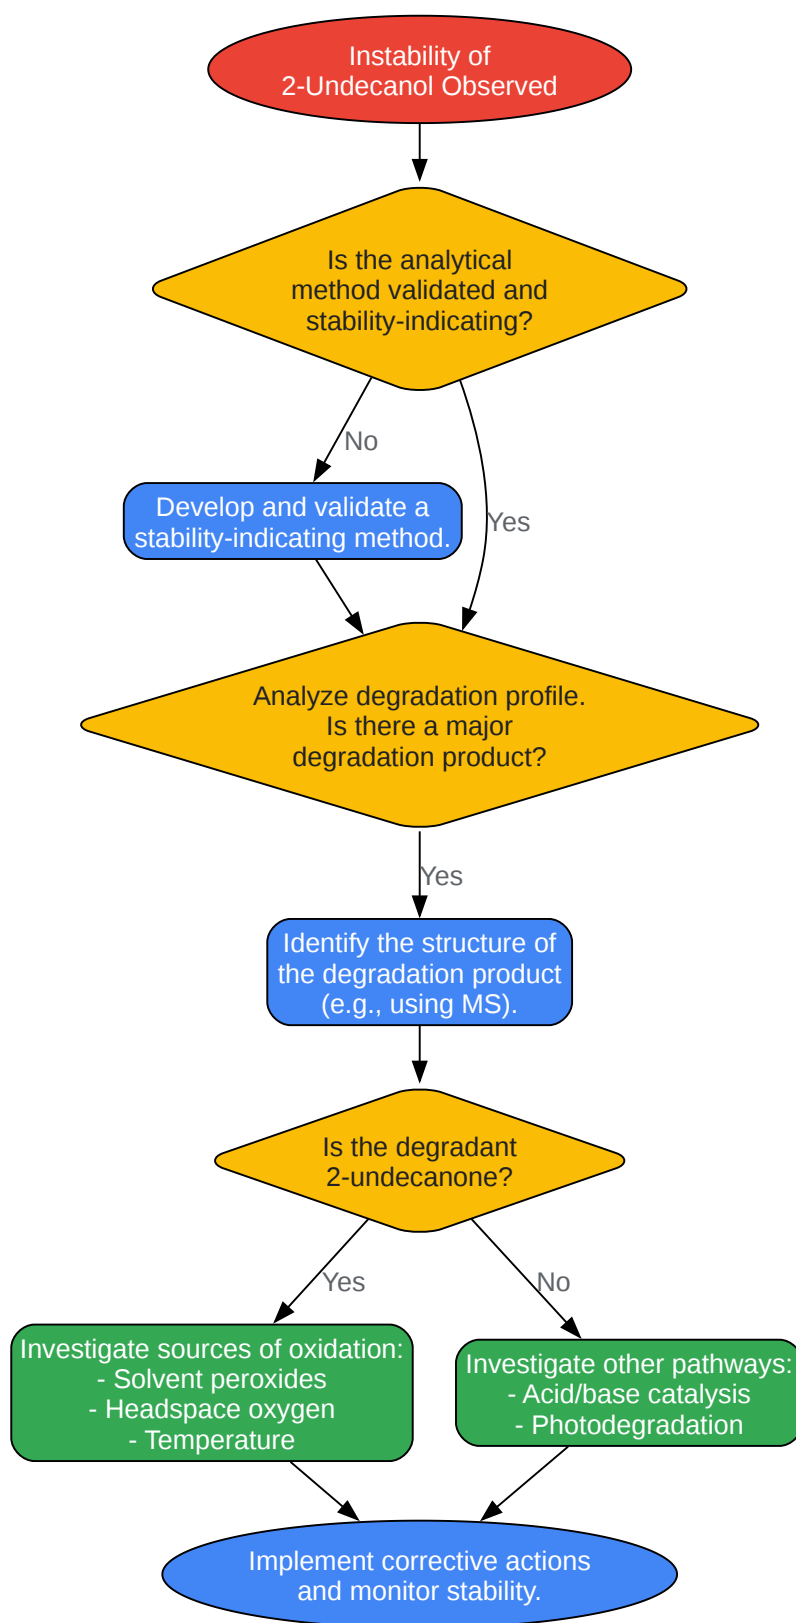 Instability of
2-Undecanol Observed
Is the analytical
method validated and
stability-indicating?
No
Yes
Develop and validate a
stability-indicating method.
Analyze degradation profile.
Is there a major
degradation product?
Yes
Identify the structure of
the degradation product
(e.g., using MS).
Is the degradant
2-undecanone?
Yes
No
Investigate sources of oxidation:
- Solvent peroxides
- Headspace oxygen
- Temperature
Investigate other pathways:
- Acid/base catalysis
- Photodegradation
Implement corrective actions
and monitor stability.